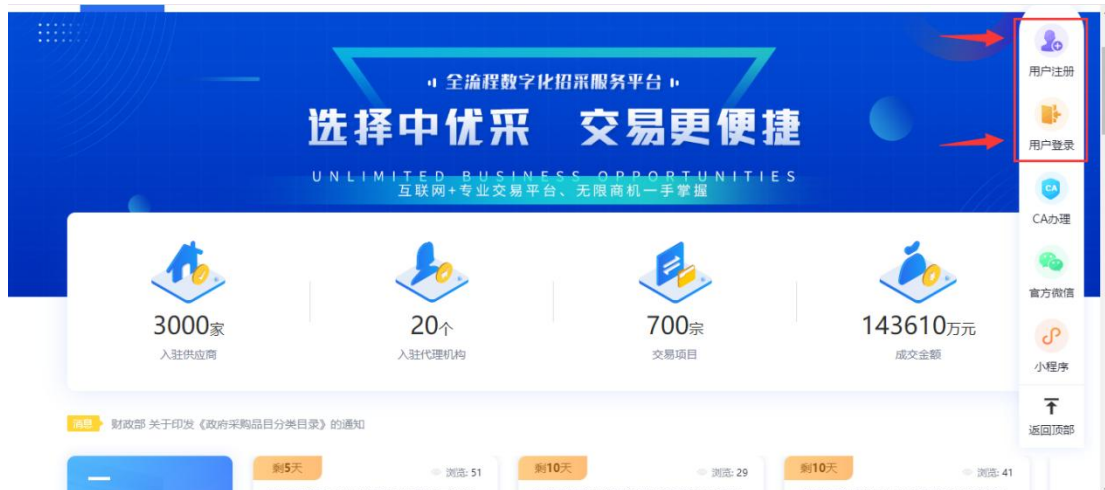 全流程数字化招采服务平台
选择中优采 交易更便捷
UNLIMITED BUSINESS OPPORTUNITIES
互联网+专业交易平台、无限商机一手掌握
用户注册
用户登录
CA
CA办理
官方微信
小程序
返回顶部
3000家
入驻供应商
20个
入驻代理机构
700宗
交易项目
143610万元
成交金额
消息 财政部 关于印发《政府采购品目分类目录》的通知
剩5天 浏览: 51
剩10天 浏览: 29
剩10天 浏览: 41